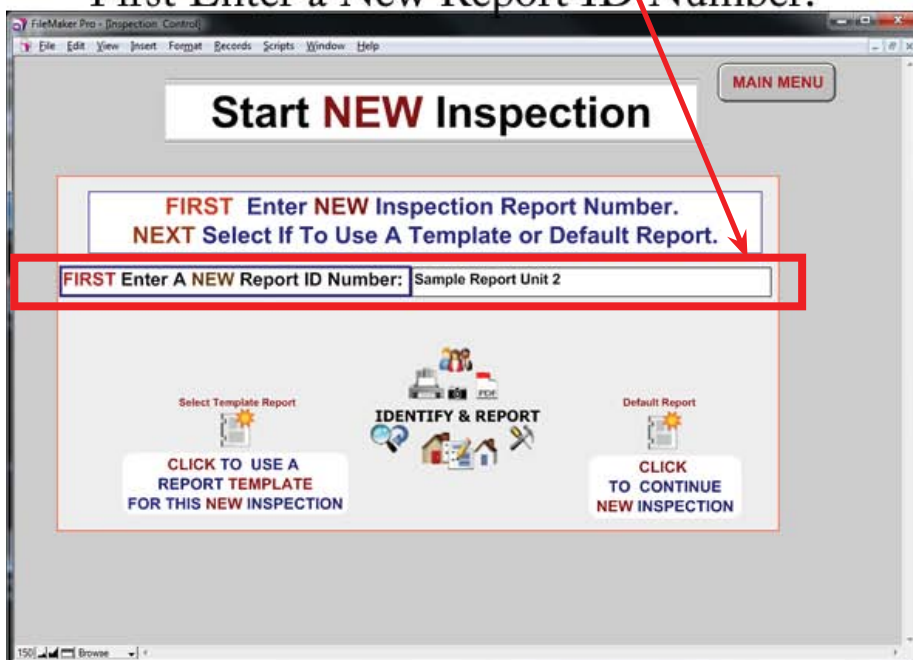 First Enter a New Report ID Number.
FileMaker Pro - [Inspection Control]
File Edit View Insert Format Records Scripts Window Help
MAIN MENU
Start NEW Inspection
FIRST Enter NEW Inspection Report Number.
NEXT Select If To Use A Template or Default Report.
FIRST Enter A NEW Report ID Number: Sample Report Unit 2
PDF
IDENTIFY & REPORT
Select Template Report
CLICK TO USE A
REPORT TEMPLATE
FOR THIS NEW INSPECTION
Default Report
CLICK
TO CONTINUE
NEW INSPECTION
150 Browse